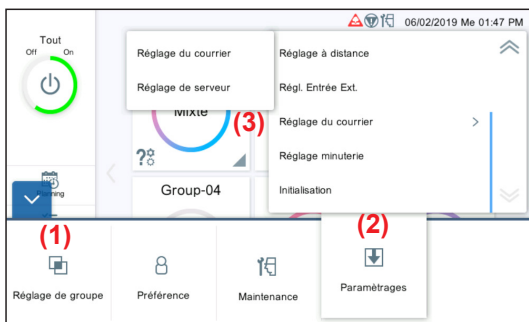 06/02/2019 Me 01:47 PM
Tout
Off On
Réglage du courrier
Réglage de serveur
Réglage à distance
Régl. Entrée Ext.
Réglage du courrier >
Réglage minuterie
Initialisation
Mixte
(3)
Group-04
(1)
(2)
Réglage de groupe
Préférence
Maintenance
Paramètrages